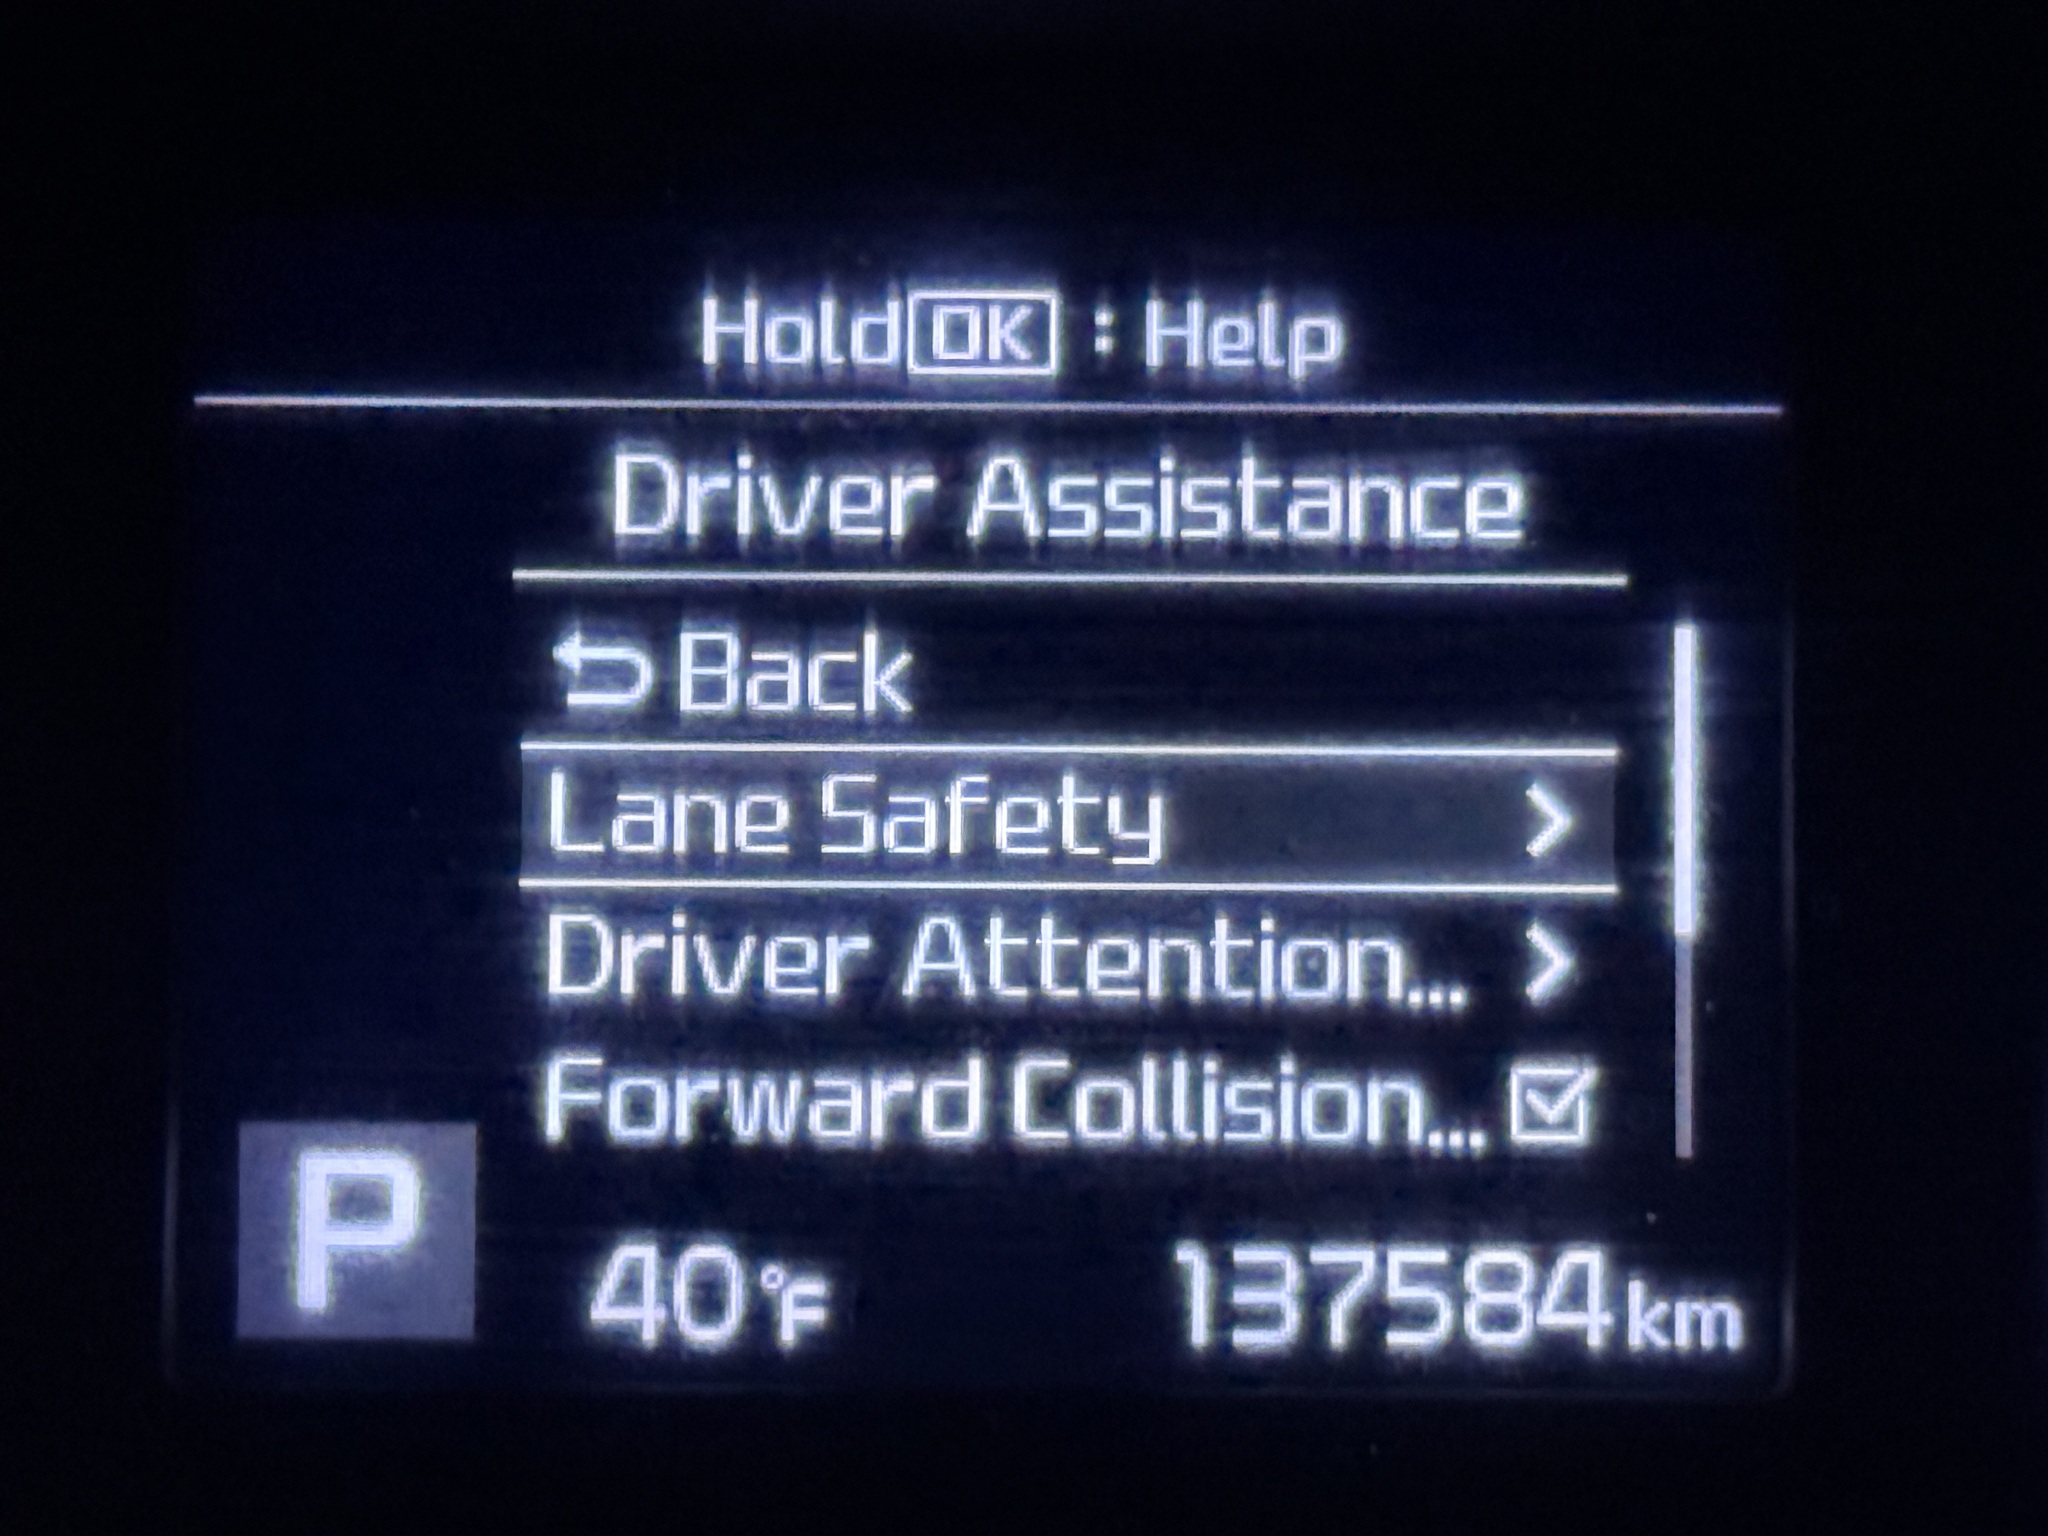 Hold OK : Help
Driver Assistance
Back
Lane Safety >
Driver Attention... >
Forward Collision...
P
40°F 137584 km